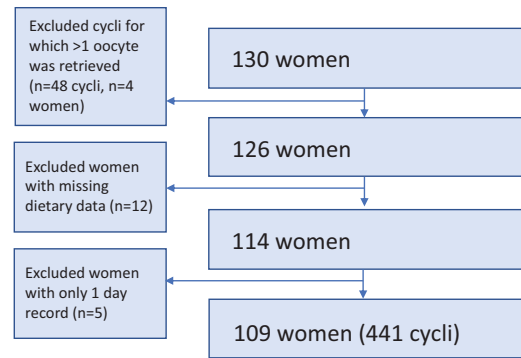 Excluded cycli for
which >1 oocyte
was retrieved
(n=48 cycli, n=4
women)
130 women
126 women
Excluded women
with missing
dietary data (n=12)
114 women
Excluded women
with only 1 day
record (n=5)
109 women (441 cycli)